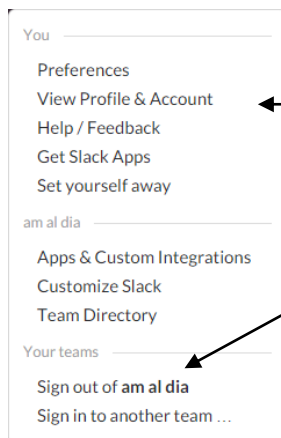 You
Preferences
View Profile & Account
Help / Feedback
Get Slack Apps
Set yourself away
am al dia
Apps & Custom Integrations
Customize Slack
Team Directory
Your teams
Sign out of am al dia
Sign in to another team ...